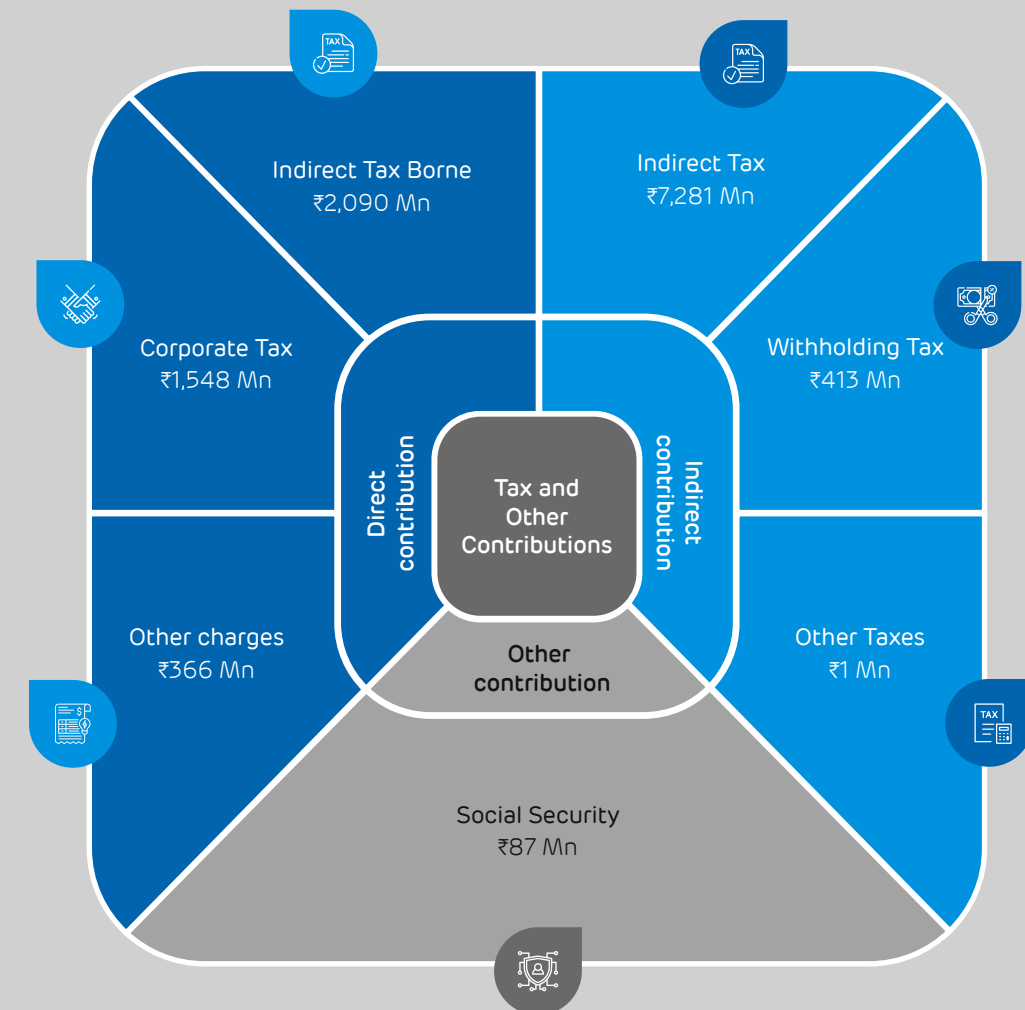 TAX
TAX
Indirect Tax Borne
₹2,090 Mn
Indirect Tax
₹7,281 Mn
Corporate Tax
₹1,548 Mn
Withholding Tax
₹413 Mn
Direct
contribution
Tax and
Other
Contributions
Indirect
contribution
Other charges
₹366 Mn
Other
contribution
Other Taxes
₹1 Mn
$
TAX
Social Security
₹87 Mn